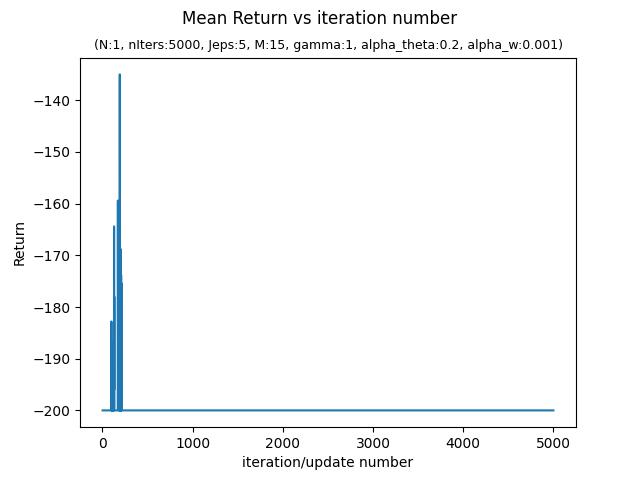 Mean Return vs iteration number
(N:1, nIters:5000, Jeps:5, M:15, gamma:1, alpha_theta:0.2, alpha_w:0.001)
−140
−150
−160
−170
−180
−190
−200
Return
0 1000 2000 3000 4000 5000
iteration/update number